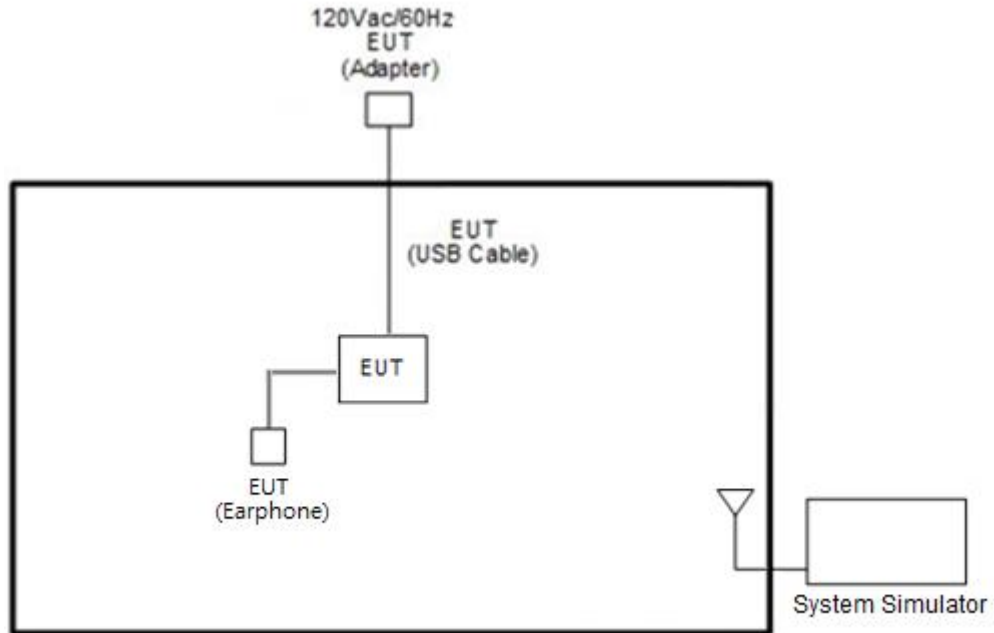 120Vac/60Hz
EUT
(Adapter)
EUT
(USB Cable)
EUT
EUT
(Earphone)
System Simulator